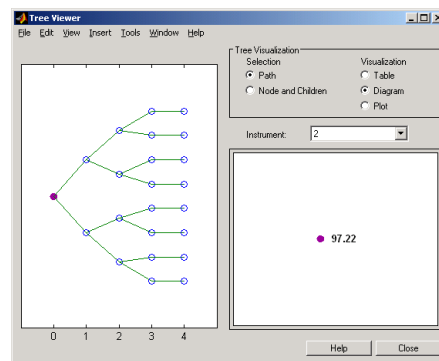 Tree Viewer
File Edit View Insert Tools Window Help
Tree Visualization
Selection
Visualization
Path
Table
Node and Children
Diagram
Plot
Instrument:
2
97.22
0 1 2 3 4
Help
Close